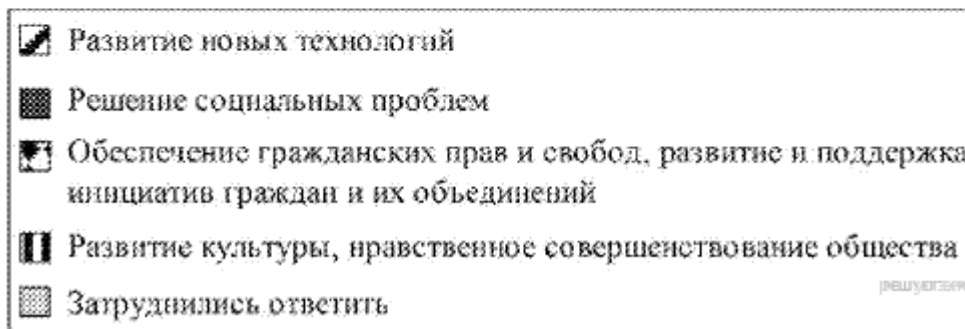 Развитие новых технологий
Решение социальных проблем
Обеспечение гражданских прав и свобод, развитие и поддержка
инициатив граждан и их объединений
Развитие культуры, нравственное совершенствование общества
Затруднились ответить